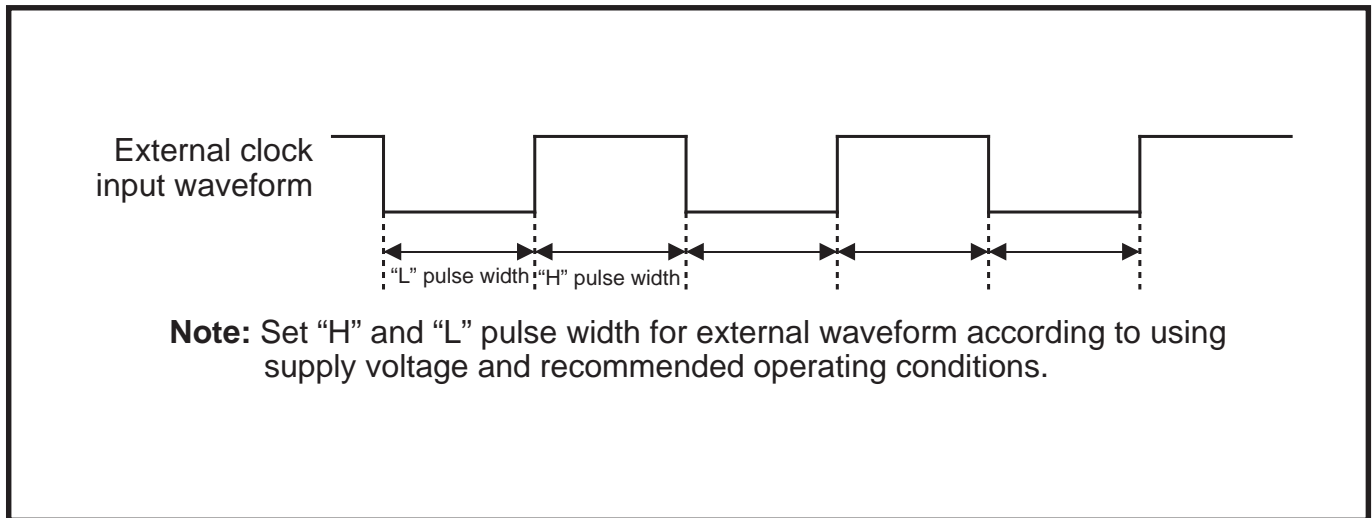 External clock
input waveform
“L” pulse width “H” pulse width
Note: Set “H” and “L” pulse width for external waveform according to using
supply voltage and recommended operating conditions.